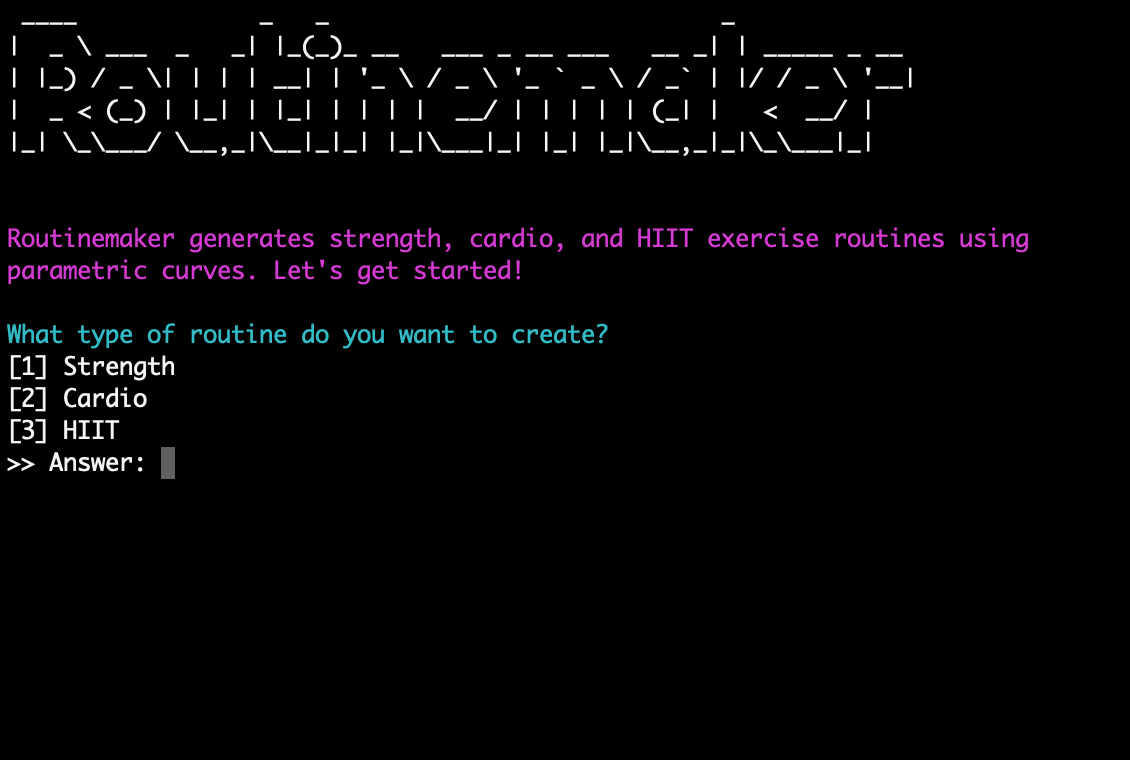 Routinemaker
Routinemaker generates strength, cardio, and HIIT exercise routines using
parametric curves. Let's get started!
What type of routine do you want to create?
[1] Strength
[2] Cardio
[3] HIIT
>> Answer: